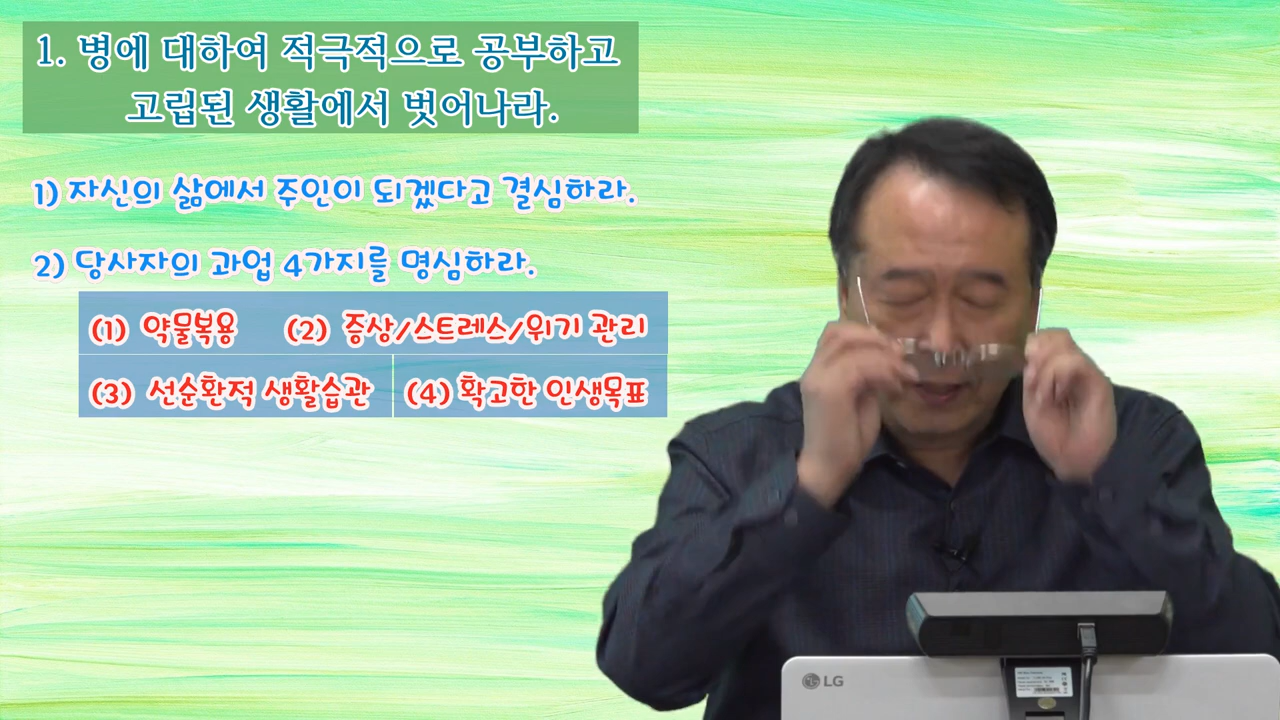 1. 병에 대하여 적극적으로 공부하고
고립된 생활에서 벗어나라.
1) 자신의 삶에서 주인이 되겠다고 결심하라.
2) 당사자의 과업 4가지를 명심하라.
(1) 약물복용 (2) 증상/스트레스/위기 관리
(3) 선순환적 생활습관 (4) 확고한 인생목표
LG